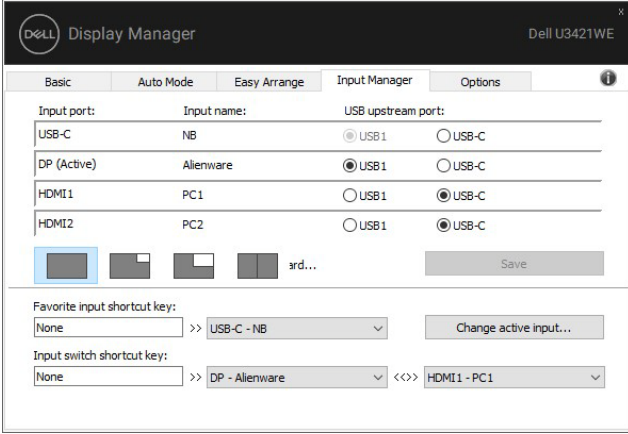 x
DELL Display Manager Dell U3421WE
Basic Auto Mode Easy Arrange Input Manager Options i
Input port: Input name: USB upstream port:
USB-C NB USB1 USB-C
DP (Active) Alienware USB1 USB-C
HDMI1 PC1 USB1 USB-C
HDMI2 PC2 USB1 USB-C
ard... Save
Favorite input shortcut key:
None >> USB-C - NB Change active input...
Input switch shortcut key:
None >> DP - Alienware <<>> HDMI1 - PC1